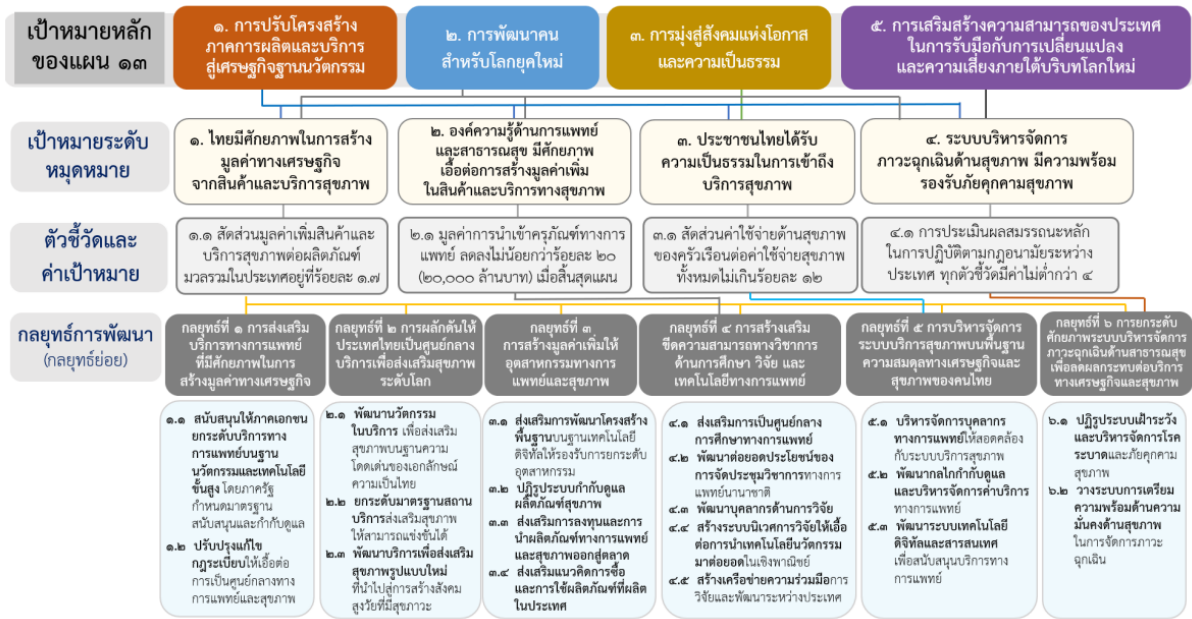 เป้าหมายหลัก
ของแผน ๑๓
๑. การปรับโครงสร้าง
ภาคการผลิตและบริการ
สู่เศรษฐกิจฐานนวัตกรรม
๒. การพัฒนาคน
สำหรับโลกยุคใหม่
๓. การมุ่งสู่สังคมแห่งโอกาส
และความเป็นธรรม
๕. การเสริมสร้างความสามารถของประเทศ
ในการรับมือกับการเปลี่ยนแปลง
และความเสี่ยงภายใต้บริบทโลกใหม่
เป้าหมายระดับ
หมุดหมาย
๑. ไทยมีศักยภาพในการสร้าง
มูลค่าทางเศรษฐกิจ
จากสินค้าและบริการสุขภาพ
๒. องค์ความรู้ด้านการแพทย์
และสาธารณสุข มีศักยภาพ
เอื้อต่อการสร้างมูลค่าเพิ่ม
ในสินค้าและบริการทางสุขภาพ
๓. ประชาชนไทยได้รับ
ความเป็นธรรมในการเข้าถึง
บริการสุขภาพ
๔. ระบบบริหารจัดการ
ภาวะฉุกเฉินด้านสุขภาพ มีความพร้อม
รองรับภัยคุกคามสุขภาพ
ตัวชี้วัดและ
ค่าเป้าหมาย
๑.๑ สัดส่วนมูลค่าเพิ่มสินค้าและ
บริการสุขภาพต่อผลิตภัณฑ์
มวลรวมในประเทศอยู่ที่ร้อยละ ๑.๗
๒.๑ มูลค่าการนำเข้าครุภัณฑ์ทางการ
แพทย์ ลดลงไม่น้อยกว่าร้อยละ ๒๐
(๒๐,๐๐๐ ล้านบาท) เมื่อสิ้นสุดแผน
๓.๑ สัดส่วนค่าใช้จ่ายด้านสุขภาพ
ของครัวเรือนต่อค่าใช้จ่ายสุขภาพ
ทั้งหมดไม่เกินร้อยละ ๑๒
๔.๑ การประเมินผลสมรรถนะหลัก
ในการปฏิบัติตามกฎอนามัยระหว่าง
ประเทศ ทุกตัวชี้วัดมีค่าไม่ต่ำกว่า ๔
กลยุทธ์การพัฒนา
(กลยุทธ์ย่อย)
กลยุทธ์ที่ ๑ การส่งเสริม
บริการทางการแพทย์
ที่มีศักยภาพในการ
สร้างมูลค่าทางเศรษฐกิจ
กลยุทธ์ที่ ๒ การผลักดันให้
ประเทศไทยเป็นศูนย์กลาง
บริการเพื่อส่งเสริมสุขภาพ
ระดับโลก
กลยุทธ์ที่ ๓
การสร้างมูลค่าเพิ่มให้
อุตสาหกรรมทางการ
แพทย์และสุขภาพ
กลยุทธ์ที่ ๔ การสร้างเสริม
ขีดความสามารถทางวิชาการ
ด้านการศึกษา วิจัย และ
เทคโนโลยีทางการแพทย์
กลยุทธ์ที่ ๕ การบริหารจัดการ
ระบบบริการสุขภาพบนพื้นฐาน
ความสมดุลทางเศรษฐกิจและ
สุขภาพของคนไทย
กลยุทธ์ที่ ๖ การยกระดับ
ศักยภาพระบบบริหารจัดการ
ภาวะฉุกเฉินด้านสาธารณสุข
เพื่อลดผลกระทบต่อบริการ
ทางเศรษฐกิจและสุขภาพ
๑.๑ สนับสนุนให้ภาคเอกชน
ยกระดับบริการทาง
การแพทย์บนฐาน
นวัตกรรมและเทคโนโลยี
ขั้นสูง โดยภาครัฐ
กำหนดมาตรฐาน
สนับสนุนและกำกับดูแล
๑.๒ ปรับปรุงแก้ไข
กฎระเบียบให้เอื้อต่อ
การเป็นศูนย์กลางทาง
การแพทย์และสุขภาพ
๒.๑ พัฒนานวัตกรรม
ในบริการ เพื่อส่งเสริม
สุขภาพบนฐานความ
โดดเด่นของเอกลักษณ์
ความเป็นไทย
๒.๒ ยกระดับมาตรฐานสถาน
บริการส่งเสริมสุขภาพ
ให้สามารถแข่งขันได้
๒.๓ พัฒนาบริการเพื่อส่งเสริม
สุขภาพรูปแบบใหม่
ที่นำไปสู่การสร้างสังคม
สูงวัยที่มีสุขภาวะ
๓.๑ ส่งเสริมการพัฒนาโครงสร้าง
พื้นฐานบนฐานเทคโนโลยี
ดิจิทัลให้รองรับการยกระดับ
อุตสาหกรรม
๓.๒ ปฏิรูประบบกำกับดูแล
ผลิตภัณฑ์สุขภาพ
๓.๓ ส่งเสริมการลงทุนและการ
นำผลิตภัณฑ์ทางการแพทย์
และสุขภาพออกสู่ตลาด
๓.๔ ส่งเสริมแนวคิดการซื้อ
และการใช้ผลิตภัณฑ์ที่ผลิต
ในประเทศ
๔.๑ ส่งเสริมการเป็นศูนย์กลาง
การศึกษาทางการแพทย์
๔.๒ พัฒนาต่อยอดประโยชน์ของ
การจัดประชุมวิชาการทางการ
แพทย์นานาชาติ
๔.๓ พัฒนาบุคลากรด้านการวิจัย
๔.๔ สร้างระบบนิเวศการวิจัยให้เอื้อ
ต่อการนำเทคโนโลยีนวัตกรรม
มาต่อยอดในเชิงพาณิชย์
๔.๕ สร้างเครือข่ายความร่วมมือการ
วิจัยและพัฒนาระหว่างประเทศ
๕.๑ บริหารจัดการบุคลากร
ทางการแพทย์ให้สอดคล้อง
กับระบบบริการสุขภาพ
๕.๒ พัฒนากลไกกำกับดูแล
และบริหารจัดการค่าบริการ
ทางการแพทย์
๕.๓ พัฒนาระบบเทคโนโลยี
ดิจิทัลและสารสนเทศ
เพื่อสนับสนุนบริการทาง
การแพทย์
๖.๑ ปฏิรูประบบเฝ้าระวัง
และบริหารจัดการโรค
ระบาดและภัยคุกคาม
สุขภาพ
๖.๒ วางระบบการเตรียม
ความพร้อมด้านความ
มั่นคงด้านสุขภาพ
ในการจัดการภาวะ
ฉุกเฉิน